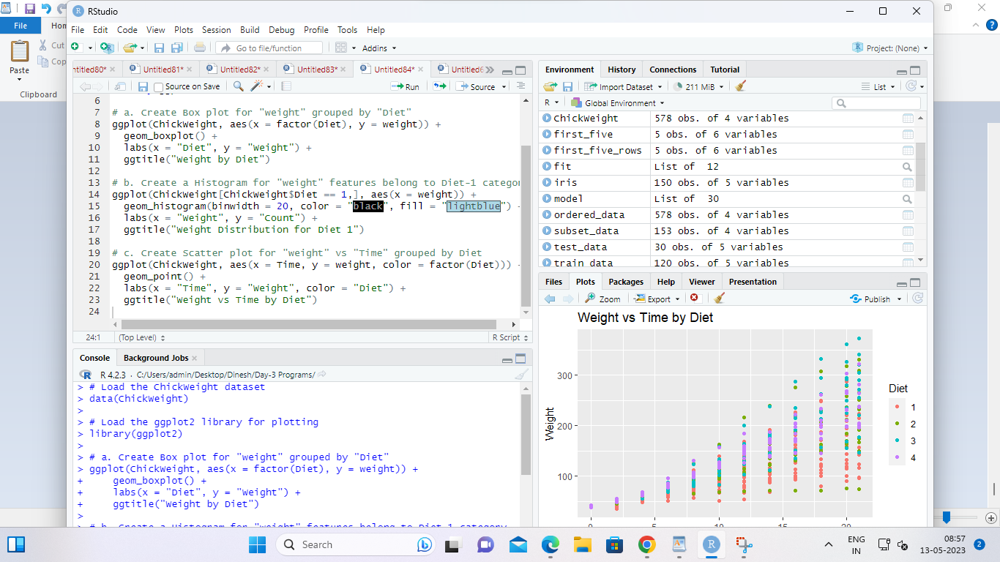 RStudio
File
Hom
Paste
Cut
Cop
Clipboard
File Edit Code View Plots Session Build Debug Profile Tools Help
Go to file/function
Addins
Project: (None)
ntitled80*
Untitled81*
Untitled82*
Untitled83*
Untitled84*
Source on Save
Run
Source
6
7 # a. Create Box plot for "weight" grouped by "Diet"
8 ggplot(ChickWeight, aes(x = factor(Diet), y = weight)) +
9 geom_boxplot() +
10 labs(x = "Diet", y = "Weight") +
11 ggtitle("Weight by Diet")
12
13 # b. Create a Histogram for "weight" features belong to Diet-1 categor
14 ggplot(ChickWeight[ChickWeight$Diet == 1,], aes(x = weight)) +
15 geom_histogram(binwidth = 20, color = "black", fill = "lightblue")
16 labs(x = "Weight", y = "Count") +
17 ggtitle("Weight Distribution for Diet 1")
18
19 # c. Create Scatter plot for "weight" vs "Time" grouped by Diet
20 ggplot(ChickWeight, aes(x = Time, y = weight, color = factor(Diet)))
21 geom_point() +
22 labs(x = "Time", y = "Weight", color = "Diet") +
23 ggtitle("Weight vs Time by Diet")
24
24:1 (Top Level) R Script
Console Background Jobs
R 4.2.3 · C:/Users/admin/Desktop/Dinesh/Day-3 Programs/
> # Load the ChickWeight dataset
> data(ChickWeight)
>
> # Load the ggplot2 library for plotting
> library(ggplot2)
>
> # a. Create Box plot for "weight" grouped by "Diet"
> ggplot(ChickWeight, aes(x = factor(Diet), y = weight)) +
+ geom_boxplot() +
+ labs(x = "Diet", y = "Weight") +
+ ggtitle("Weight by Diet")
>
> # b. Create a Histogram for "weight" features belong to Diet-1 category
Environment History Connections Tutorial
Import Dataset
211 MiB
List
R
Global Environment
ChickWeight 578 obs. of 4 variables
first_five 5 obs. of 6 variables
first_five_rows 5 obs. of 6 variables
fit List of 12
iris 150 obs. of 5 variables
model List of 30
ordered_data 578 obs. of 4 variables
subset_data 153 obs. of 4 variables
test_data 30 obs. of 5 variables
train data 120 obs. of 5 variables
Files Plots Packages Help Viewer Presentation
Zoom Export Publish
Weight vs Time by Diet
Weight
300
200
100
0 5 10 15 20
Diet
1
2
3
4
Search
ENG
IN
08:57
13-05-2023
2